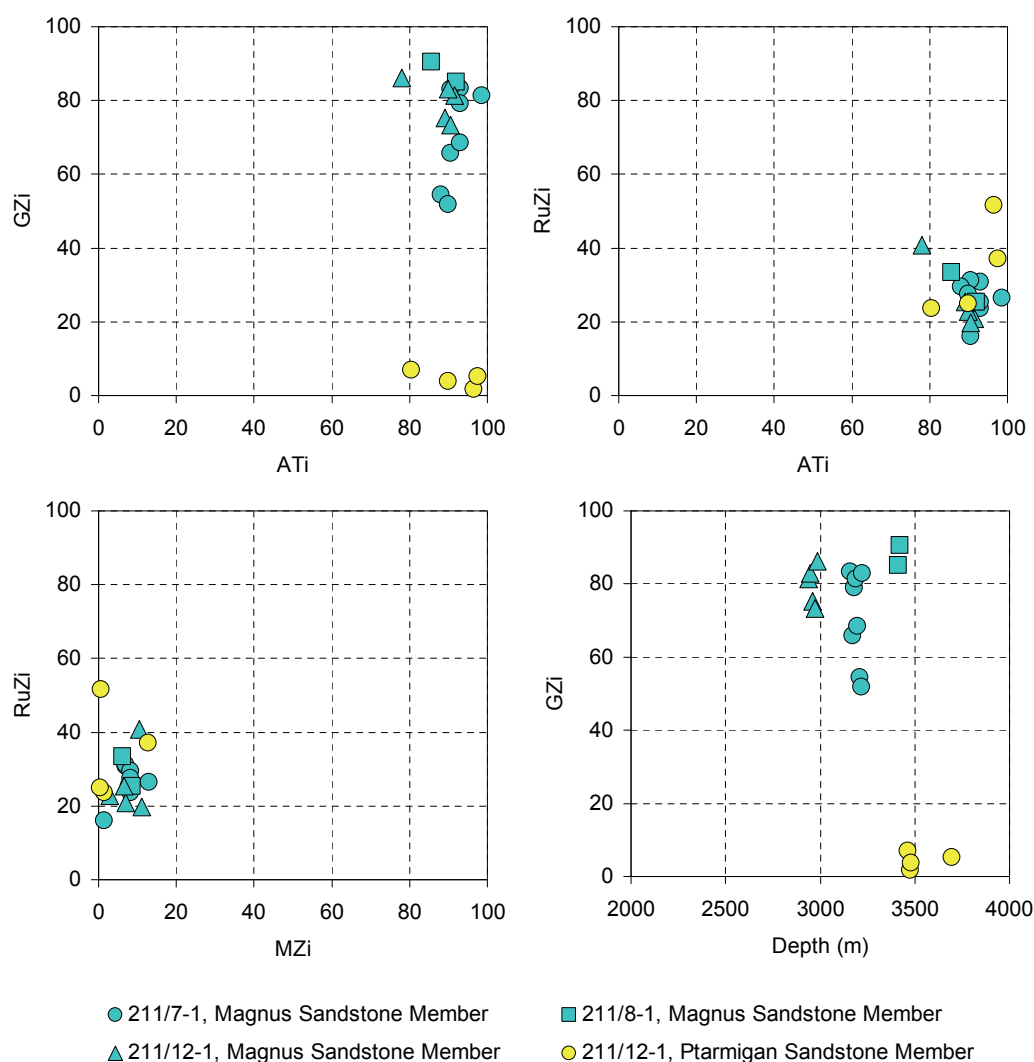 100
80
60
40
20
0
GZi
0 20 40 60 80 100
ATi
100
80
60
40
20
0
RuZi
0 20 40 60 80 100
ATi
100
80
60
40
20
0
RuZi
0 20 40 60 80 100
MZi
100
80
60
40
20
0
GZi
2000 2500 3000 3500 4000
Depth (m)
211/7-1, Magnus Sandstone Member
211/8-1, Magnus Sandstone Member
211/12-1, Magnus Sandstone Member
211/12-1, Ptarmigan Sandstone Member